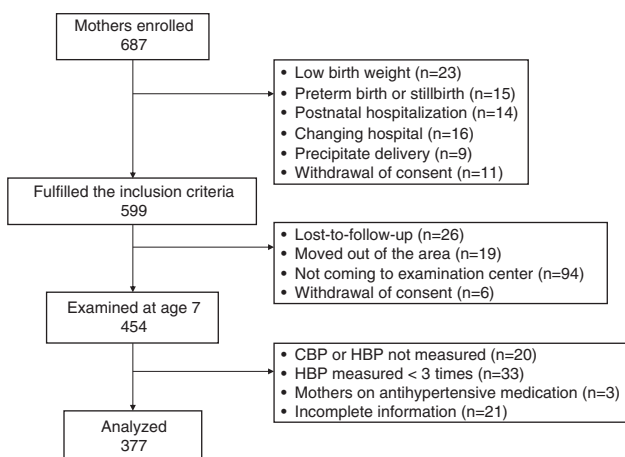 Mothers enrolled
687
• Low birth weight (n=23)
• Preterm birth or stillbirth (n=15)
• Postnatal hospitalization (n=14)
• Changing hospital (n=16)
• Precipitate delivery (n=9)
• Withdrawal of consent (n=11)
Fulfilled the inclusion criteria
599
• Lost-to-follow-up (n=26)
• Moved out of the area (n=19)
• Not coming to examination center (n=94)
• Withdrawal of consent (n=6)
Examined at age 7
454
• CBP or HBP not measured (n=20)
• HBP measured < 3 times (n=33)
• Mothers on antihypertensive medication (n=3)
• Incomplete information (n=21)
Analyzed
377